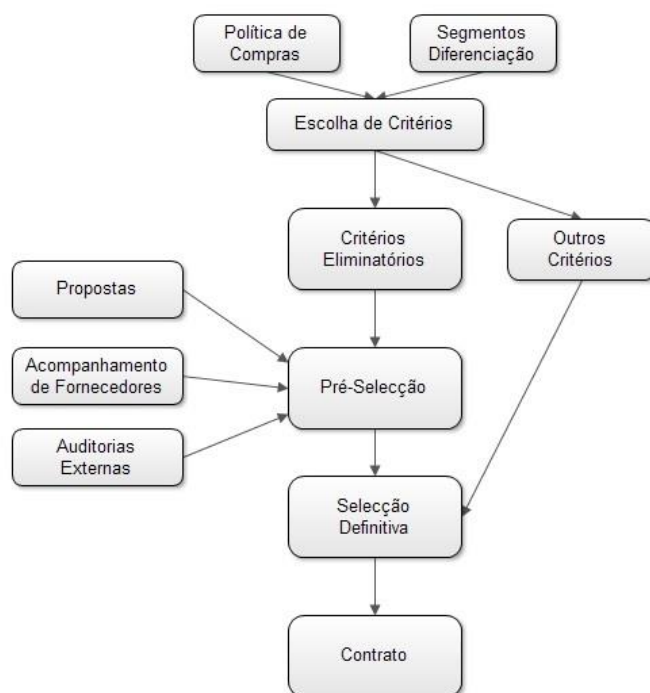 Política de
Compras
Segmentos
Diferenciação
Escolha de Critérios
Critérios
Eliminatórios
Outros
Critérios
Propostas
Acompanhamento
de Fornecedores
Pré-Selecção
Auditorias
Externas
Selecção
Definitiva
Contrato